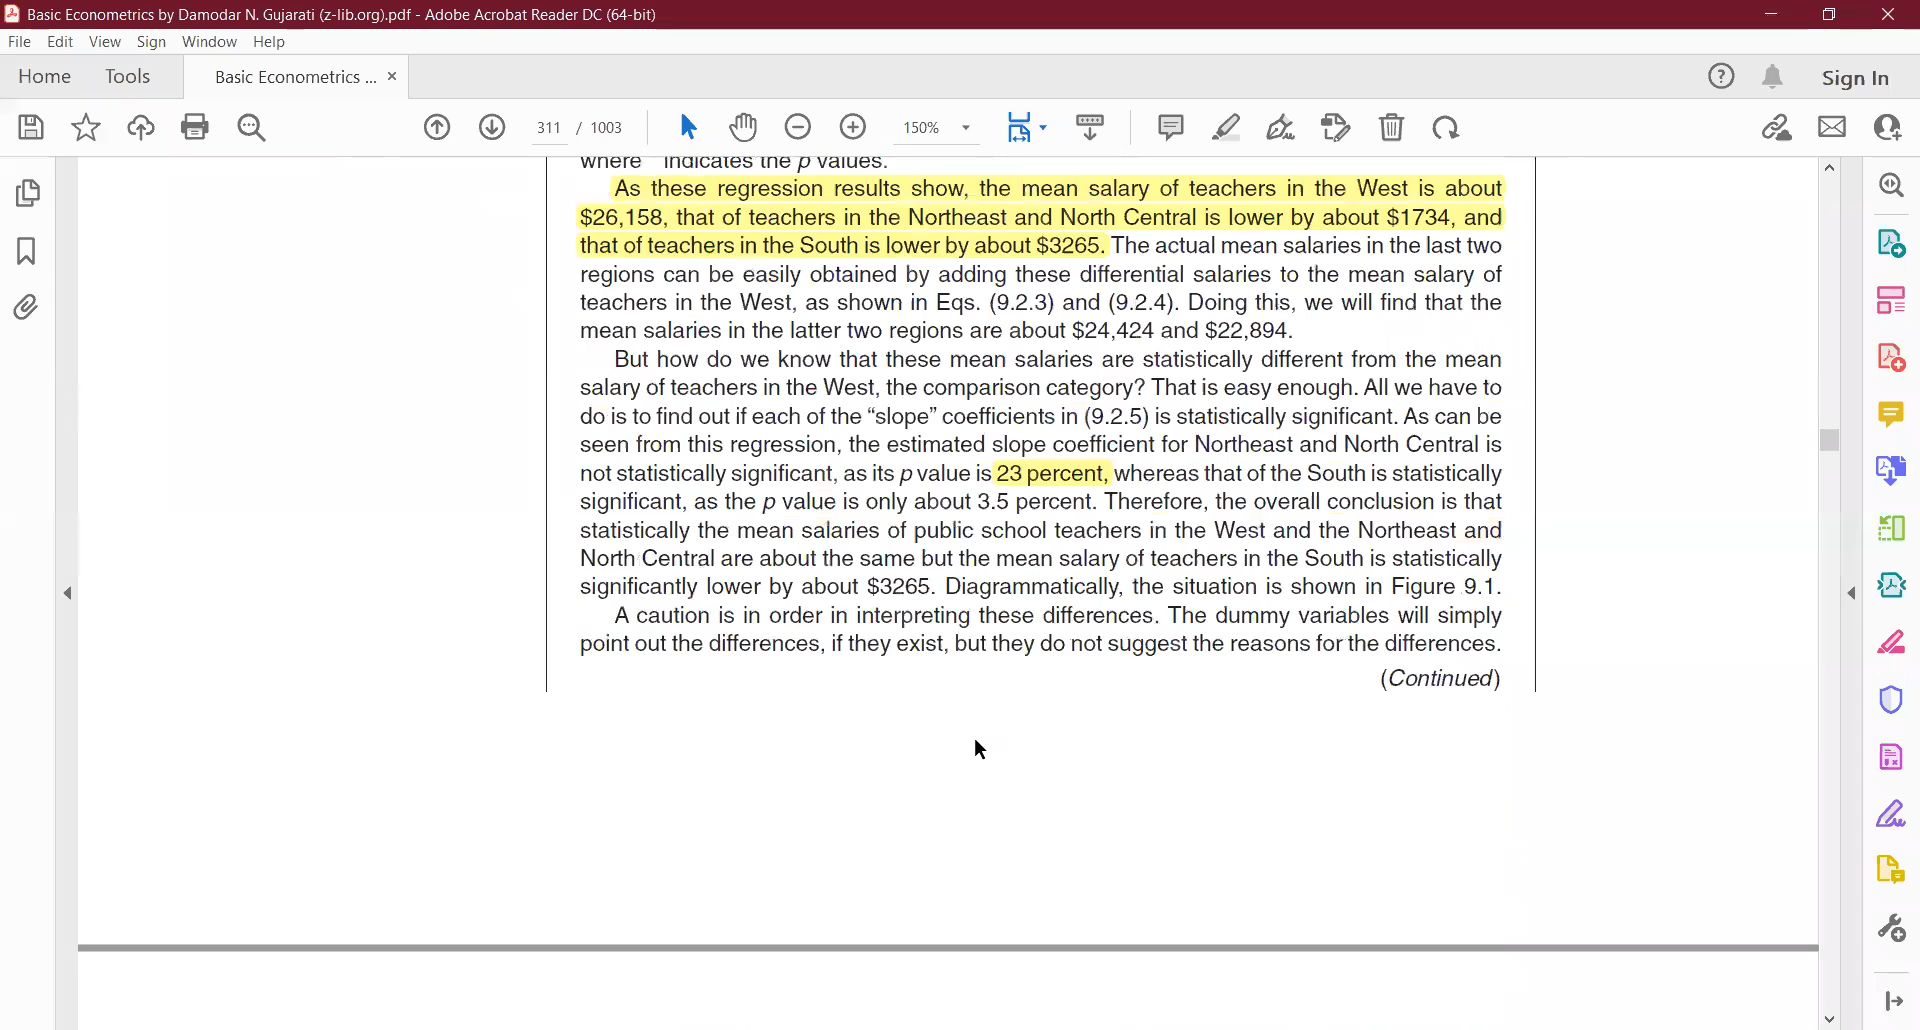 Basic Econometrics by Damodar N. Gujarati (z-lib.org).pdf - Adobe Acrobat Reader DC (64-bit)
File Edit View Sign Window Help
Home Tools Basic Econometrics ... × Sign In
311 / 1003 150%
where indicates the p values.
As these regression results show, the mean salary of teachers in the West is about
$26,158, that of teachers in the Northeast and North Central is lower by about $1734, and
that of teachers in the South is lower by about $3265. The actual mean salaries in the last two
regions can be easily obtained by adding these differential salaries to the mean salary of
teachers in the West, as shown in Eqs. (9.2.3) and (9.2.4). Doing this, we will find that the
mean salaries in the latter two regions are about $24,424 and $22,894.
But how do we know that these mean salaries are statistically different from the mean
salary of teachers in the West, the comparison category? That is easy enough. All we have to
do is to find out if each of the “slope” coefficients in (9.2.5) is statistically significant. As can be
seen from this regression, the estimated slope coefficient for Northeast and North Central is
not statistically significant, as its p value is 23 percent, whereas that of the South is statistically
significant, as the p value is only about 3.5 percent. Therefore, the overall conclusion is that
statistically the mean salaries of public school teachers in the West and the Northeast and
North Central are about the same but the mean salary of teachers in the South is statistically
significantly lower by about $3265. Diagrammatically, the situation is shown in Figure 9.1.
A caution is in order in interpreting these differences. The dummy variables will simply
point out the differences, if they exist, but they do not suggest the reasons for the differences.
(Continued)